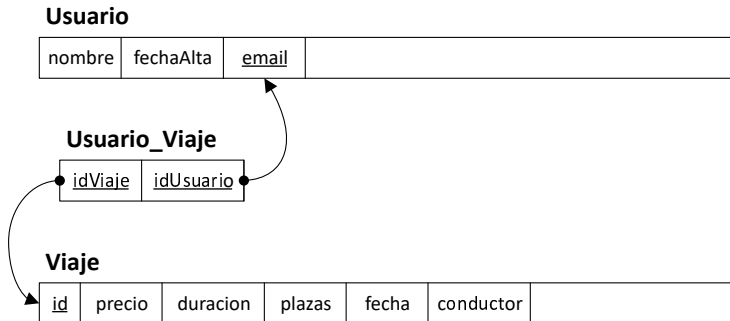 Usuario
nombre fechaAlta email
Usuario_Viaje
idViaje idUsuario
Viaje
id precio duracion plazas fecha conductor